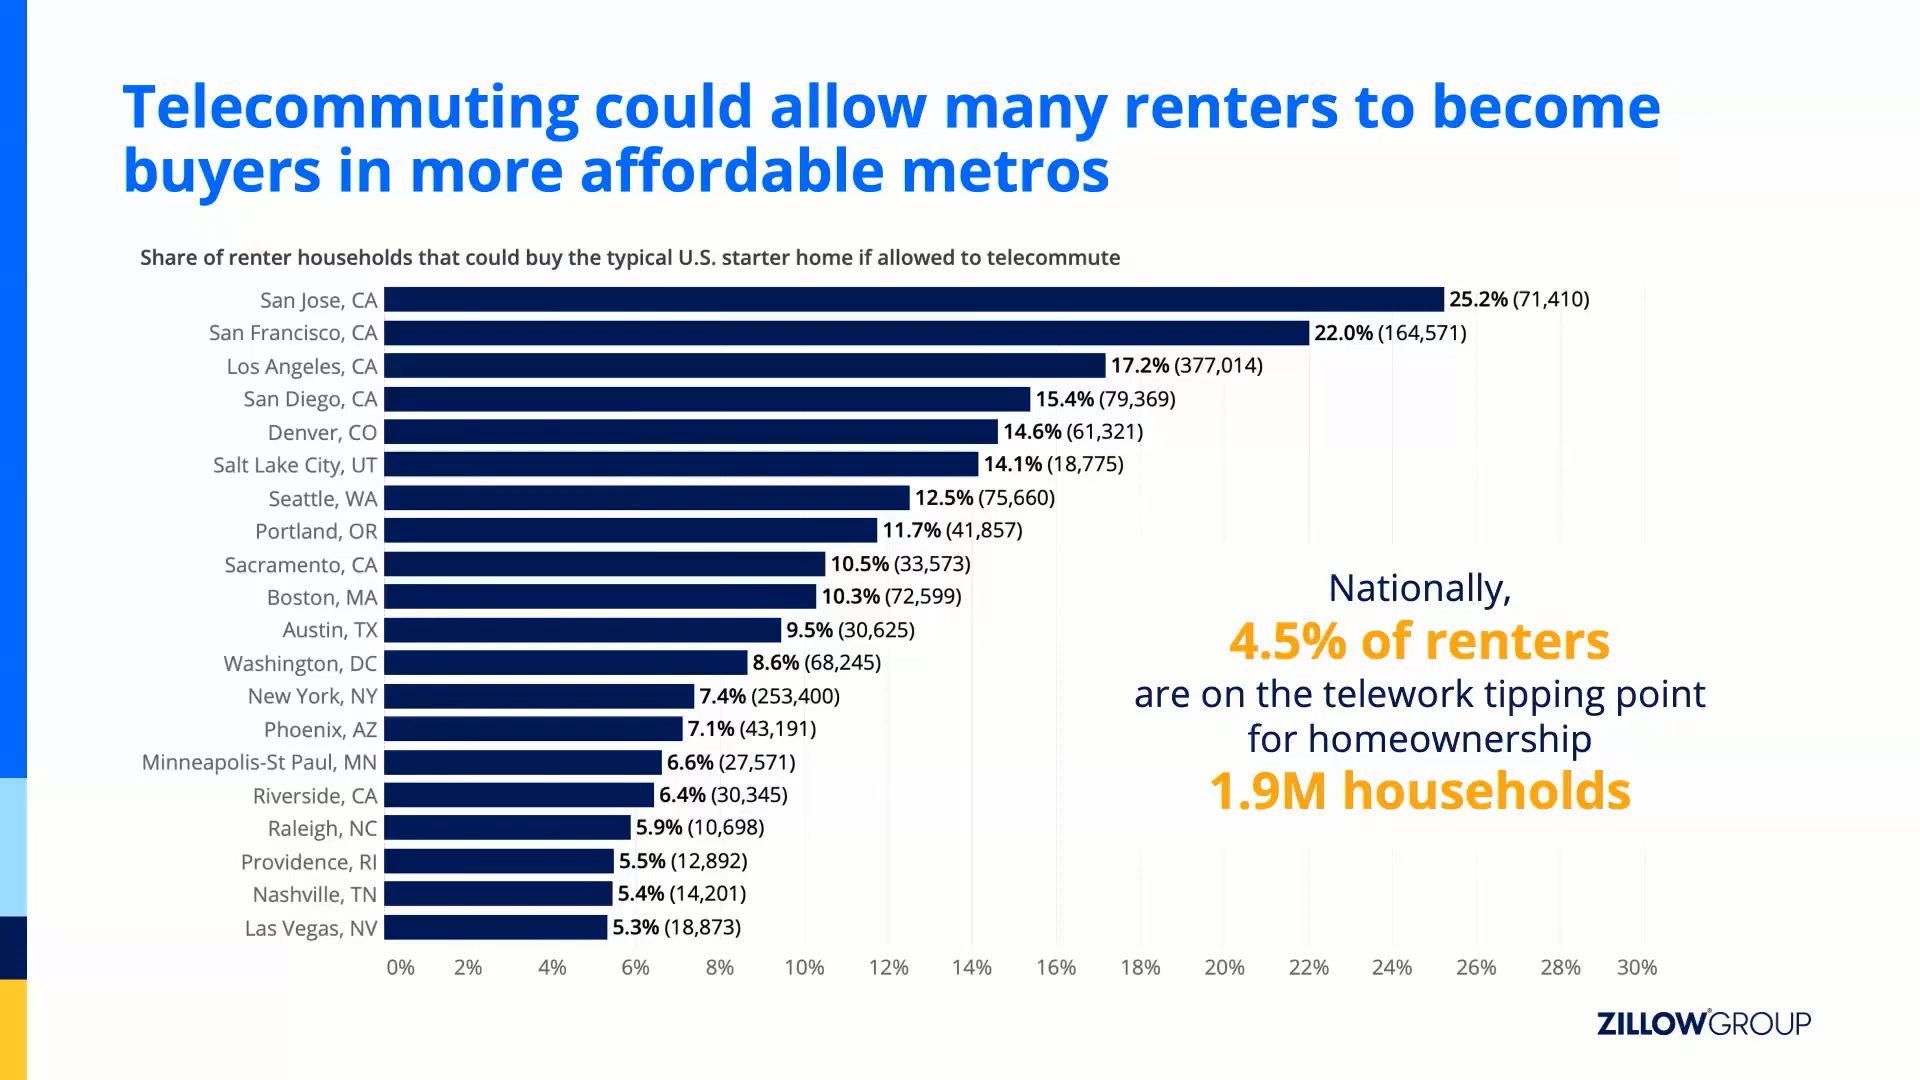 Telecommuting could allow many renters to become
buyers in more affordable metros
Share of renter households that could buy the typical U.S. starter home if allowed to telecommute
San Jose, CA 25.2% (71,410)
San Francisco, CA 22.0% (164,571)
Los Angeles, CA 17.2% (377,014)
San Diego, CA 15.4% (79,369)
Denver, CO 14.6% (61,321)
Salt Lake City, UT 14.1% (18,775)
Seattle, WA 12.5% (75,660)
Portland, OR 11.7% (41,857)
Sacramento, CA 10.5% (33,573)
Boston, MA 10.3% (72,599)
Austin, TX 9.5% (30,625)
Washington, DC 8.6% (68,245)
New York, NY 7.4% (253,400)
Phoenix, AZ 7.1% (43,191)
Minneapolis-St Paul, MN 6.6% (27,571)
Riverside, CA 6.4% (30,345)
Raleigh, NC 5.9% (10,698)
Providence, RI 5.5% (12,892)
Nashville, TN 5.4% (14,201)
Las Vegas, NV 5.3% (18,873)
0% 2% 4% 6% 8% 10% 12% 14% 16% 18% 20% 22% 24% 26% 28% 30%
Nationally,
4.5% of renters
are on the telework tipping point
for homeownership
1.9M households
ZILLOW®GROUP